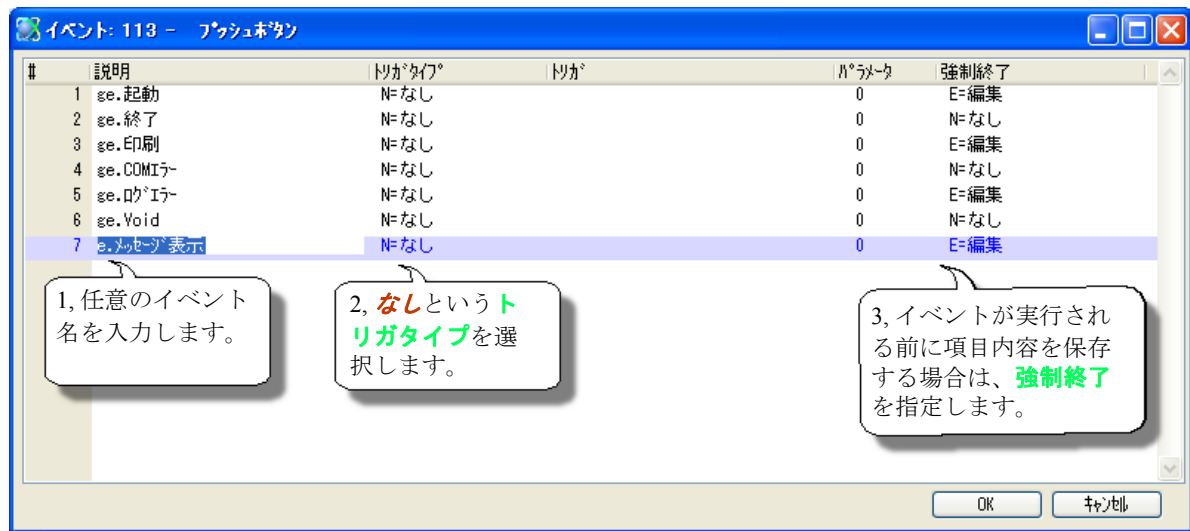 イベント: 113 - プッシュボタン
# 説明 トリガタイプ トリガ パラメータ 強制終了
1 ge.起動 N=なし 0 E=編集
2 ge.終了 N=なし 0 N=なし
3 ge.印刷 N=なし 0 E=編集
4 ge.COMエラー N=なし 0 N=なし
5 ge.ログエラー N=なし 0 E=編集
6 ge.Void N=なし 0 N=なし
7 e.メッセージ表示 N=なし 0 E=編集
1, 任意のイベント
名を入力します。
2, なしというト
リガタイプを選
択します。
3, イベントが実行され
る前に項目内容を保存
する場合は、強制終了
を指定します。
OK キャンセル